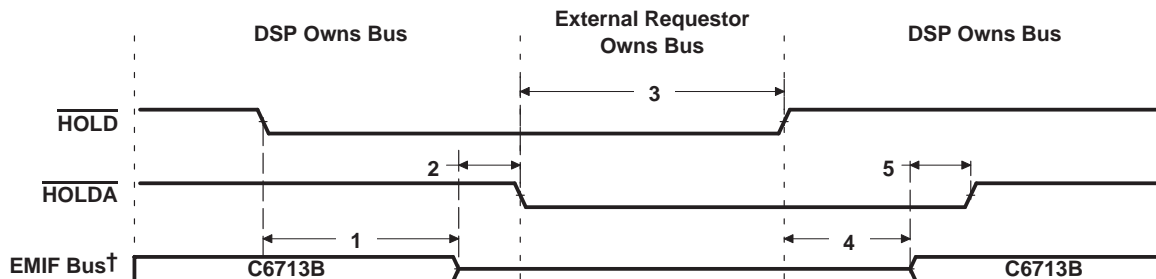 DSP Owns Bus
External Requestor
Owns Bus
DSP Owns Bus
3
HOLD
2
5
HOLDA
1
4
EMIF Bus†
C6713B
C6713B